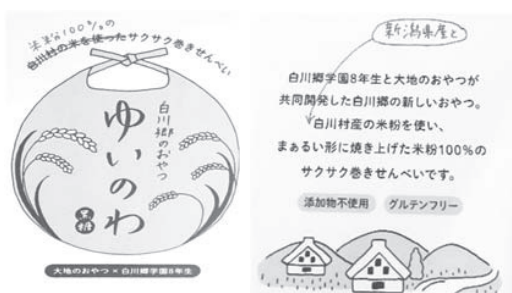 米粉100%の
白川村の米を使ったサクサク巻きせんべい
白川郷のおやつ
ゆいのわ
黒糖
大地のおやつ × 白川郷学園8年生
新潟県産と
白川郷学園8年生と大地のおやつが
共同開発した白川郷の新しいおやつ。
白川村産の米粉を使い、
まぁるい形に焼き上げた米粉100%の
サクサク巻きせんべいです。
添加物不使用 グルテンフリー